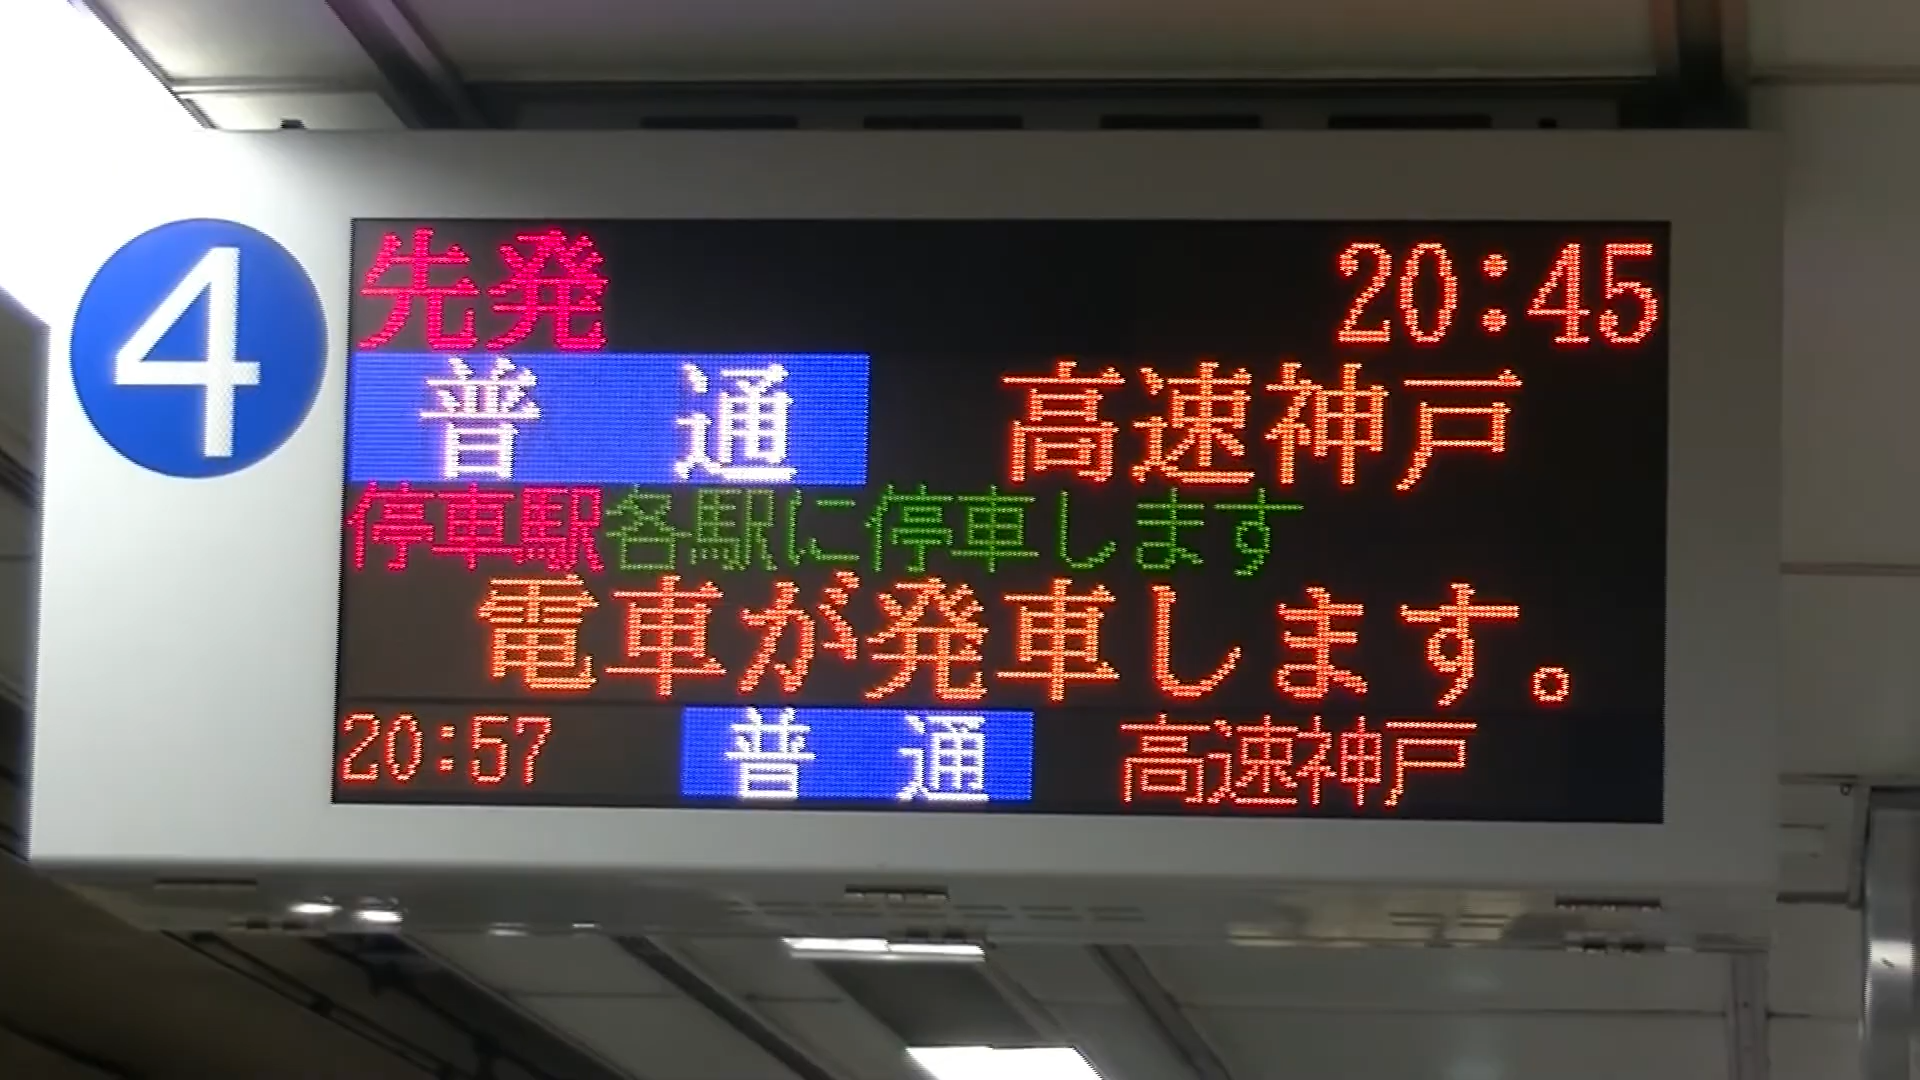 4
先発 20:45
普通 高速神戸
停車駅各駅に停車します
電車が発車します。
20:57 普通 高速神戸